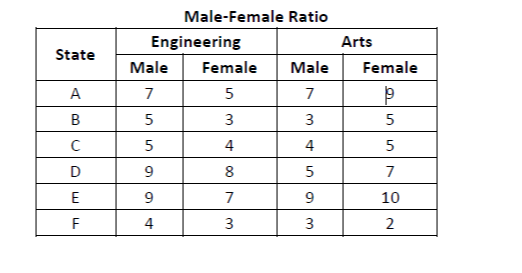 Male-Female Ratio
State Engineering Arts
Male Female Male Female
A 7 5 7 9
B 5 3 3 5
C 5 4 4 5
D 9 8 5 7
E 9 7 9 10
F 4 3 3 2